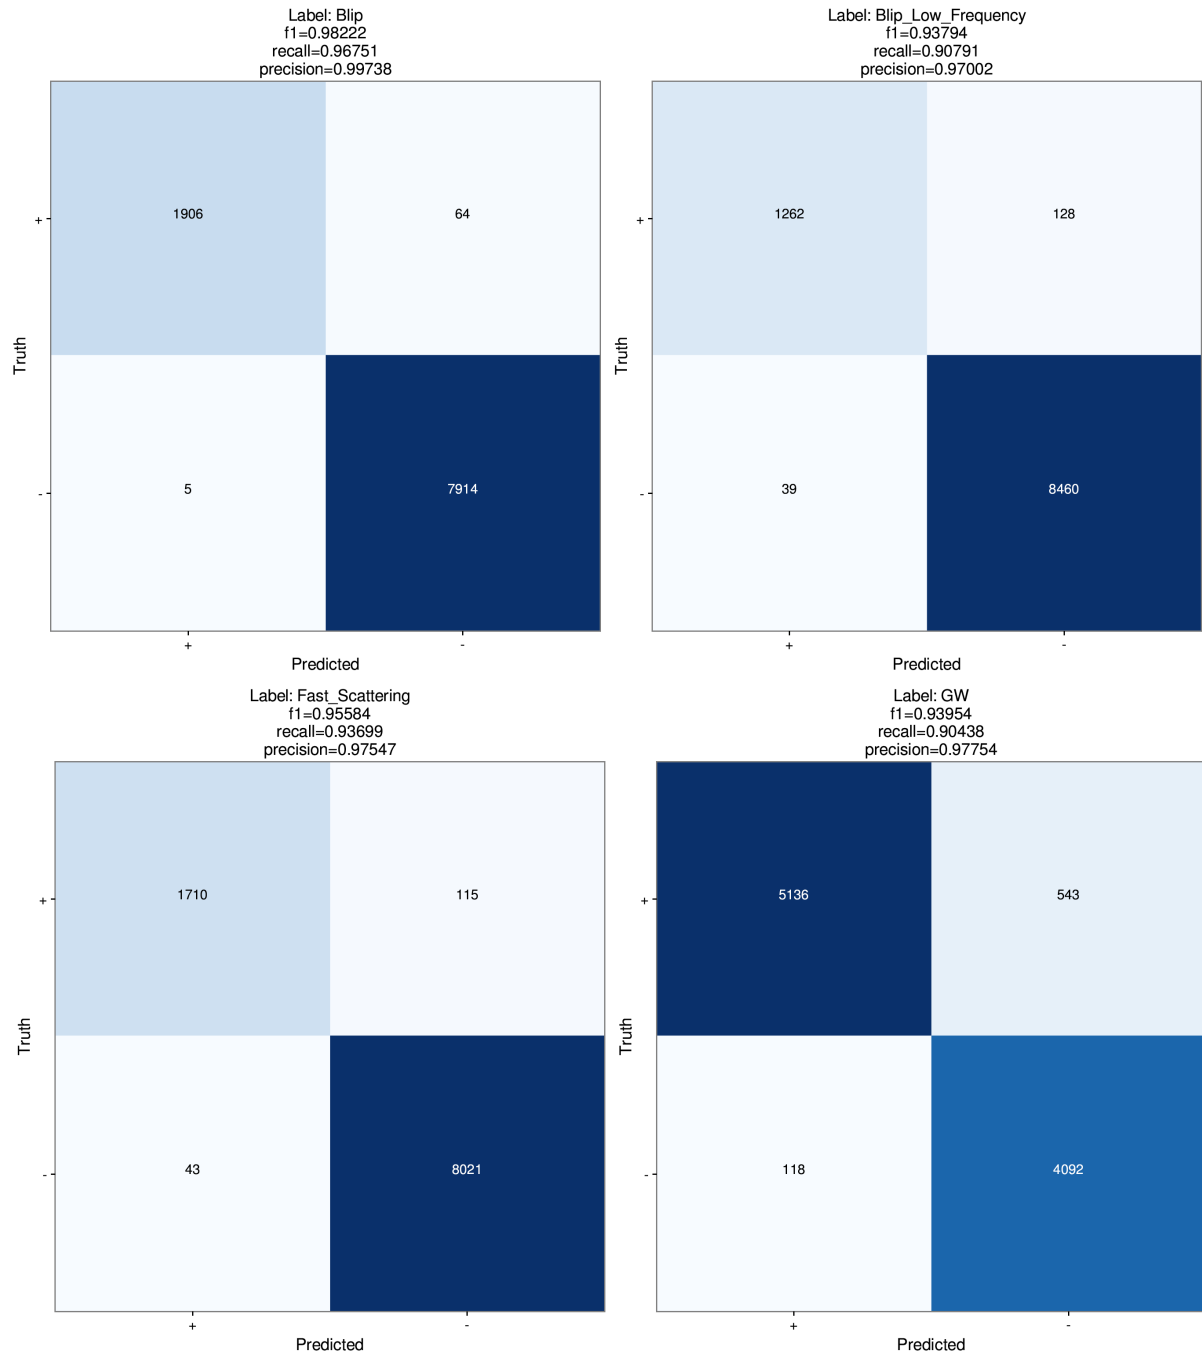 Label: Blip
f1=0.98222
recall=0.96751
precision=0.99738
1906
64
+
Truth
5
7914
-
+
-
Predicted
Label: Blip_Low_Frequency
f1=0.93794
recall=0.90791
precision=0.97002
1262
128
+
Truth
39
8460
-
+
-
Predicted
Label: Fast_Scattering
f1=0.95584
recall=0.93699
precision=0.97547
1710
115
+
Truth
43
8021
-
+
-
Predicted
Label: GW
f1=0.93954
recall=0.90438
precision=0.97754
5136
543
+
Truth
118
4092
-
+
-
Predicted